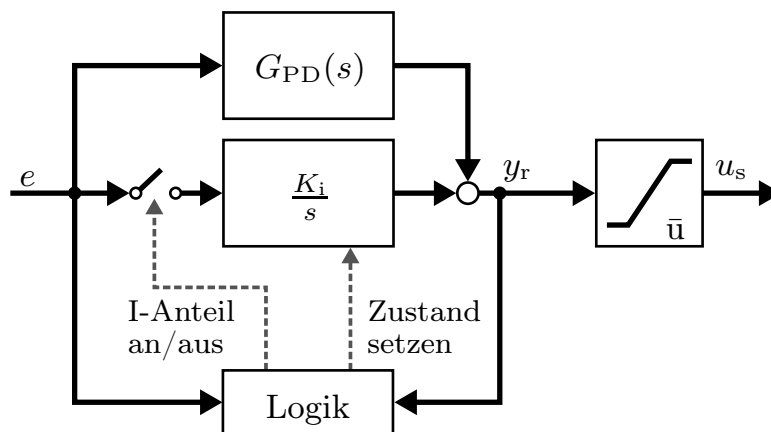 G_PD(s)
e
K_i/s
y_r
u_s
ū
I-Anteil
an/aus
Zustand
setzen
Logik